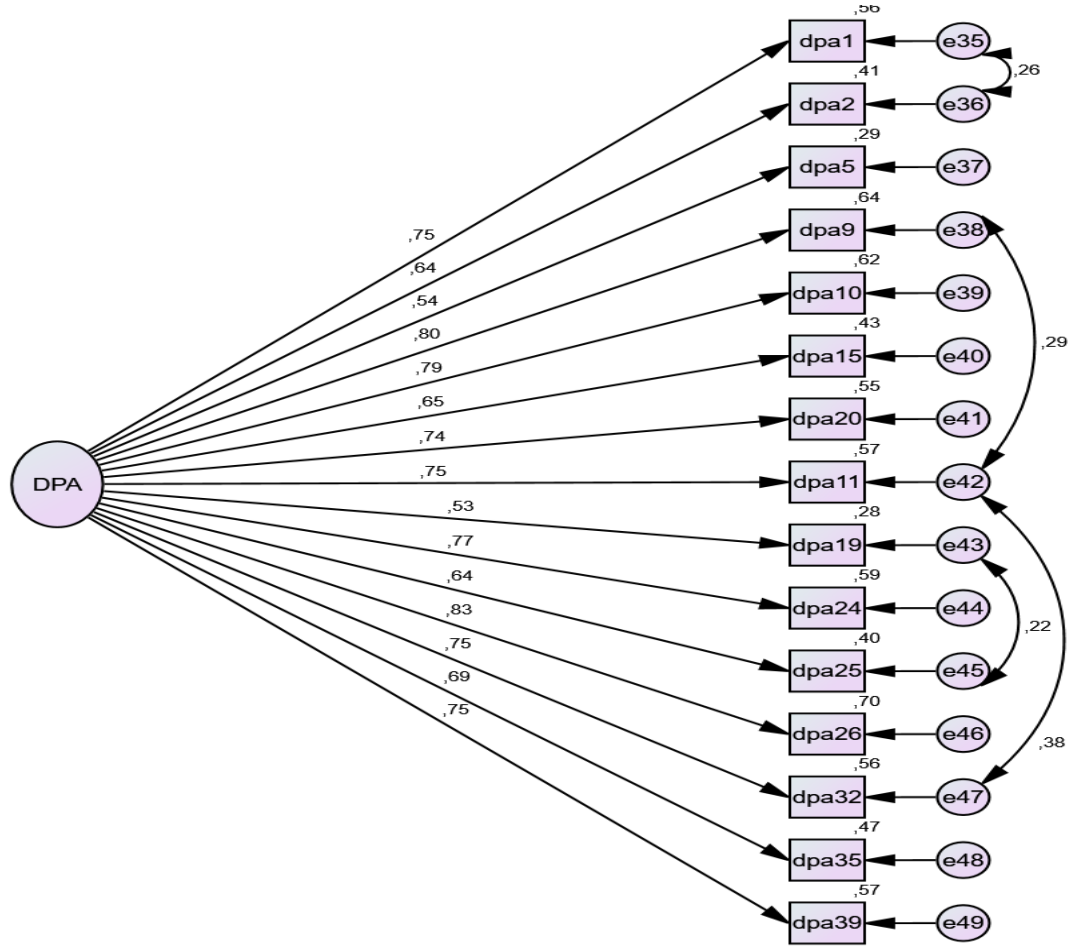 ,56
dpa1
e35
,26
,41
dpa2
e36
,29
dpa5
e37
,64
dpa9
e38
,62
dpa10
e39
,29
,43
dpa15
e40
,55
dpa20
e41
,57
dpa11
e42
,28
dpa19
e43
,59
dpa24
e44
,22
,40
dpa25
e45
,70
dpa26
e46
,38
,56
dpa32
e47
,47
dpa35
e48
,57
dpa39
e49
,75
,64
,54
,80
,79
,65
,74
,75
,53
,77
,64
,83
,75
,69
,75
DPA